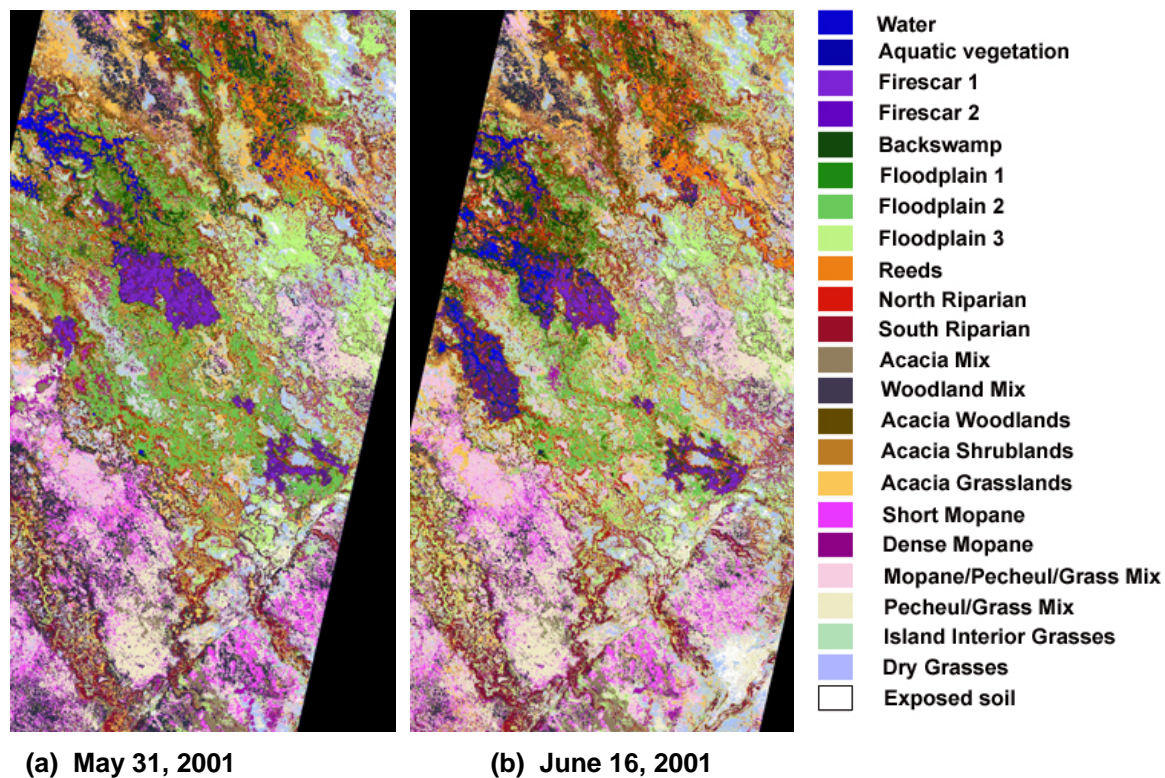 Water
Aquatic vegetation
Firescar 1
Firescar 2
Backswamp
Floodplain 1
Floodplain 2
Floodplain 3
Reeds
North Riparian
South Riparian
Acacia Mix
Woodland Mix
Acacia Woodlands
Acacia Shrublands
Acacia Grasslands
Short Mopane
Dense Mopane
Mopane/Pecheul/Grass Mix
Pecheul/Grass Mix
Island Interior Grasses
Dry Grasses
Exposed soil
(a) May 31, 2001
(b) June 16, 2001